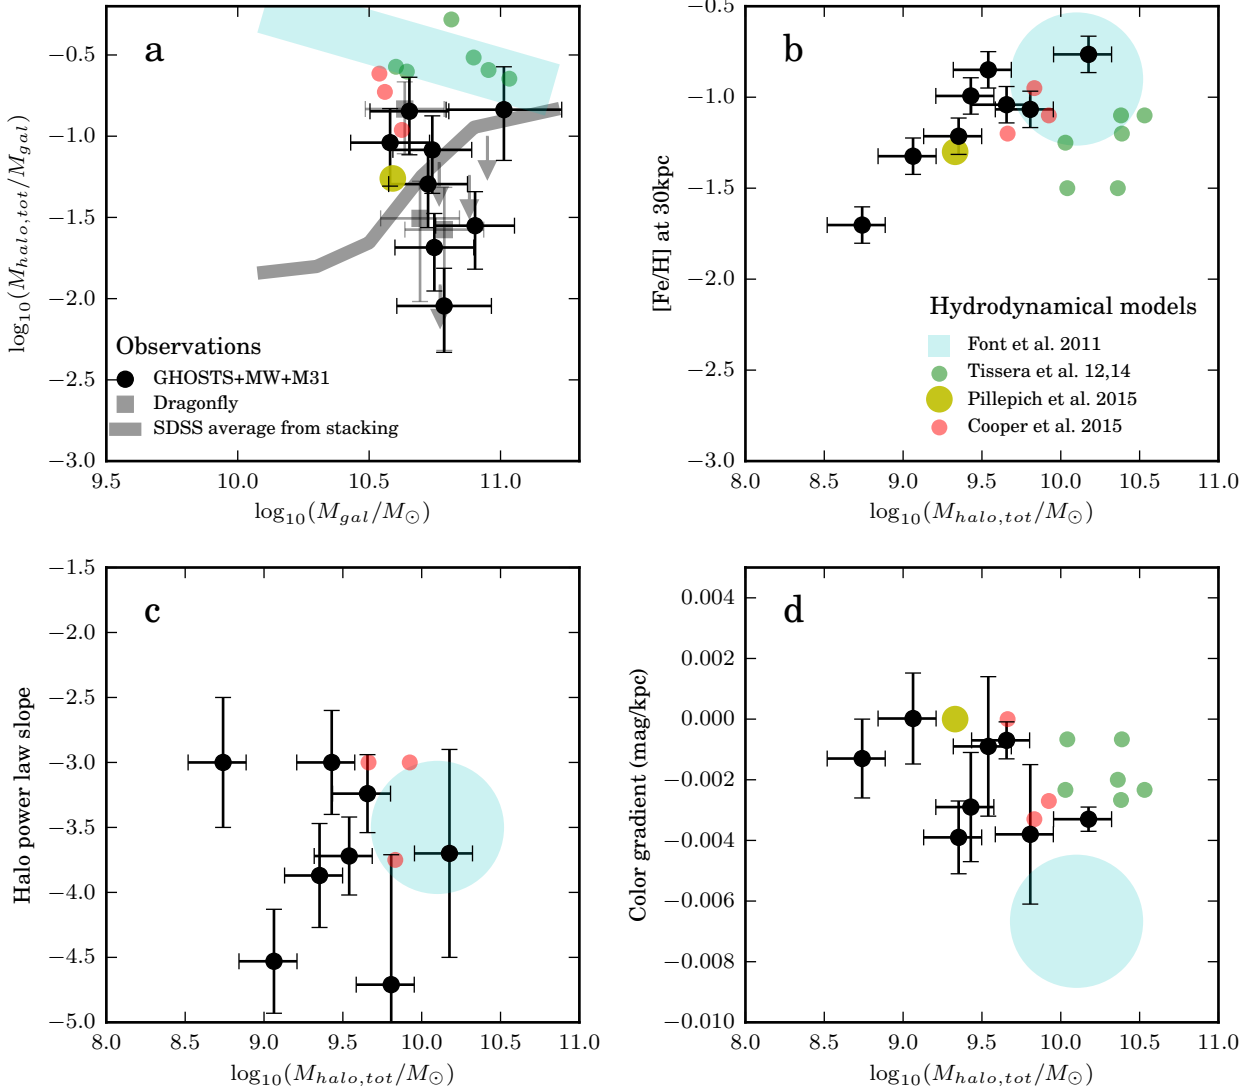 a
−0.5
−1.0
−1.5
−2.0
−2.5
−3.0
log10(Mhalo,tot/Mgal)
Observations
GHOSTS+MW+M31
Dragonfly
SDSS average from stacking
9.5 10.0 10.5 11.0
log10(Mgal/M⊙)
b
−0.5
−1.0
−1.5
−2.0
−2.5
−3.0
[Fe/H] at 30kpc
Hydrodynamical models
Font et al. 2011
Tissera et al. 12,14
Pillepich et al. 2015
Cooper et al. 2015
8.0 8.5 9.0 9.5 10.0 10.5 11.0
log10(Mhalo,tot/M⊙)
c
−1.5
−2.0
−2.5
−3.0
−3.5
−4.0
−4.5
−5.0
Halo power law slope
8.0 8.5 9.0 9.5 10.0 10.5 11.0
log10(Mhalo,tot/M⊙)
d
0.004
0.002
0.000
−0.002
−0.004
−0.006
−0.008
−0.010
Color gradient (mag/kpc)
8.0 8.5 9.0 9.5 10.0 10.5 11.0
log10(Mhalo,tot/M⊙)